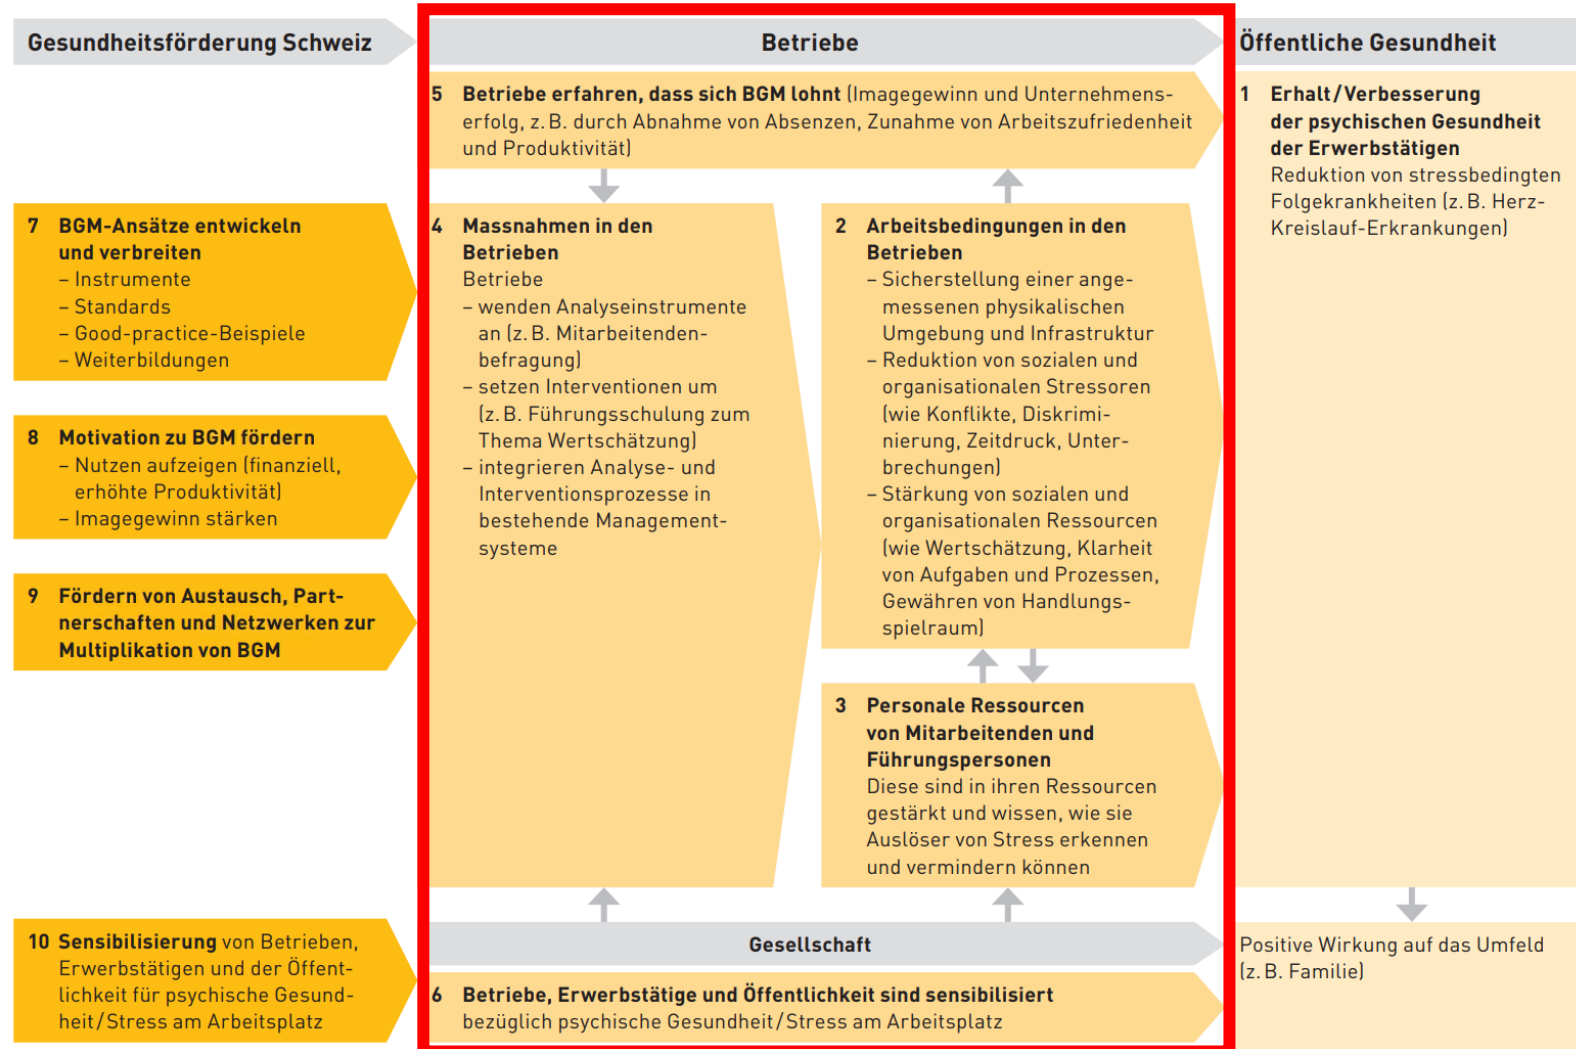 Gesundheitsförderung Schweiz
7 BGM-Ansätze entwickeln
und verbreiten
– Instrumente
– Standards
– Good-practice-Beispiele
– Weiterbildungen
8 Motivation zu BGM fördern
– Nutzen aufzeigen (finanziell,
erhöhte Produktivität)
– Imagegewinn stärken
9 Fördern von Austausch, Part-
nerschaften und Netzwerken zur
Multiplikation von BGM
10 Sensibilisierung von Betrieben,
Erwerbstätigen und der Öffent-
lichkeit für psychische Gesund-
heit/Stress am Arbeitsplatz
Betriebe
5 Betriebe erfahren, dass sich BGM lohnt (Imagegewinn und Unternehmens-
erfolg, z.B. durch Abnahme von Absenzen, Zunahme von Arbeitszufriedenheit
und Produktivität)
4 Massnahmen in den
Betrieben
Betriebe
– wenden Analyseinstrumente
an (z.B. Mitarbeitenden-
befragung)
– setzen Interventionen um
(z.B. Führungsschulung zum
Thema Wertschätzung)
– integrieren Analyse- und
Interventionsprozesse in
bestehende Management-
systeme
2 Arbeitsbedingungen in den
Betrieben
– Sicherstellung einer ange-
messenen physikalischen
Umgebung und Infrastruktur
– Reduktion von sozialen und
organisationalen Stressoren
(wie Konflikte, Diskrimi-
nierung, Zeitdruck, Unter-
brechungen)
– Stärkung von sozialen und
organisationalen Ressourcen
(wie Wertschätzung, Klarheit
von Aufgaben und Prozessen,
Gewähren von Handlungs-
spielraum)
3 Personale Ressourcen
von Mitarbeitenden und
Führungspersonen
Diese sind in ihren Ressourcen
gestärkt und wissen, wie sie
Auslöser von Stress erkennen
und vermindern können
Gesellschaft
6 Betriebe, Erwerbstätige und Öffentlichkeit sind sensibilisiert
bezüglich psychische Gesundheit/Stress am Arbeitsplatz
Öffentliche Gesundheit
1 Erhalt/Verbesserung
der psychischen Gesundheit
der Erwerbstätigen
Reduktion von stressbedingten
Folgekrankheiten (z.B. Herz-
Kreislauf-Erkrankungen)
Positive Wirkung auf das Umfeld
(z.B. Familie)